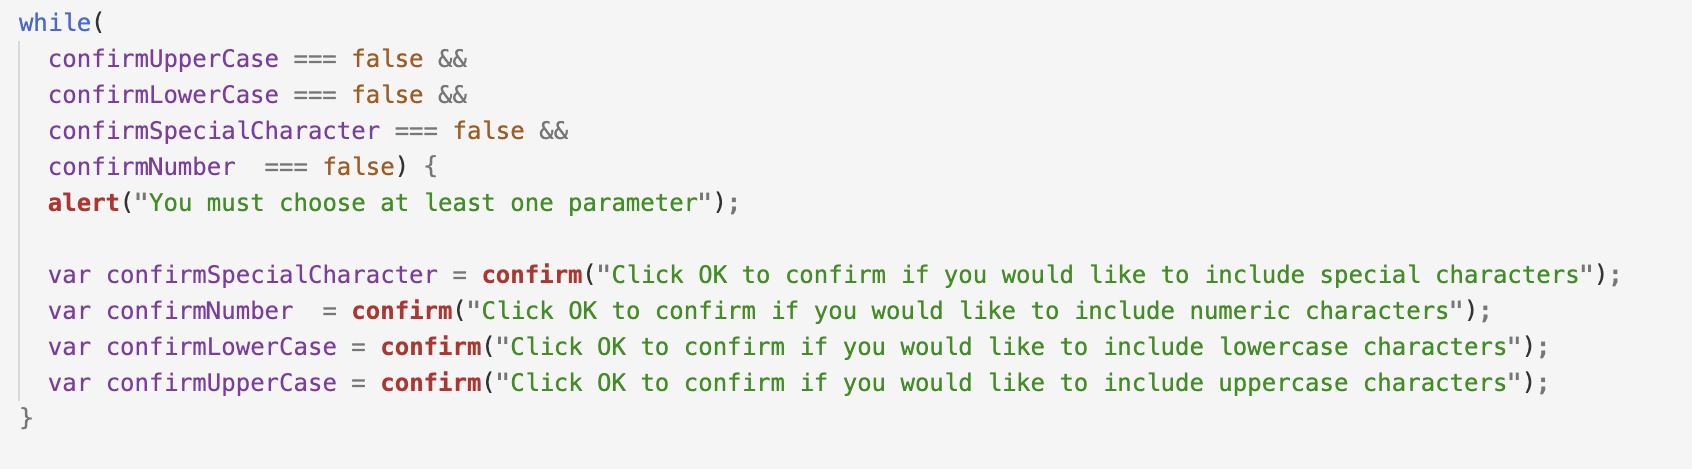 while(
  confirmUpperCase === false &&
  confirmLowerCase === false &&
  confirmSpecialCharacter === false &&
  confirmNumber  === false) {
  alert("You must choose at least one parameter");

  var confirmSpecialCharacter = confirm("Click OK to confirm if you would like to include special characters");
  var confirmNumber  = confirm("Click OK to confirm if you would like to include numeric characters");
  var confirmLowerCase = confirm("Click OK to confirm if you would like to include lowercase characters");
  var confirmUpperCase = confirm("Click OK to confirm if you would like to include uppercase characters");
}